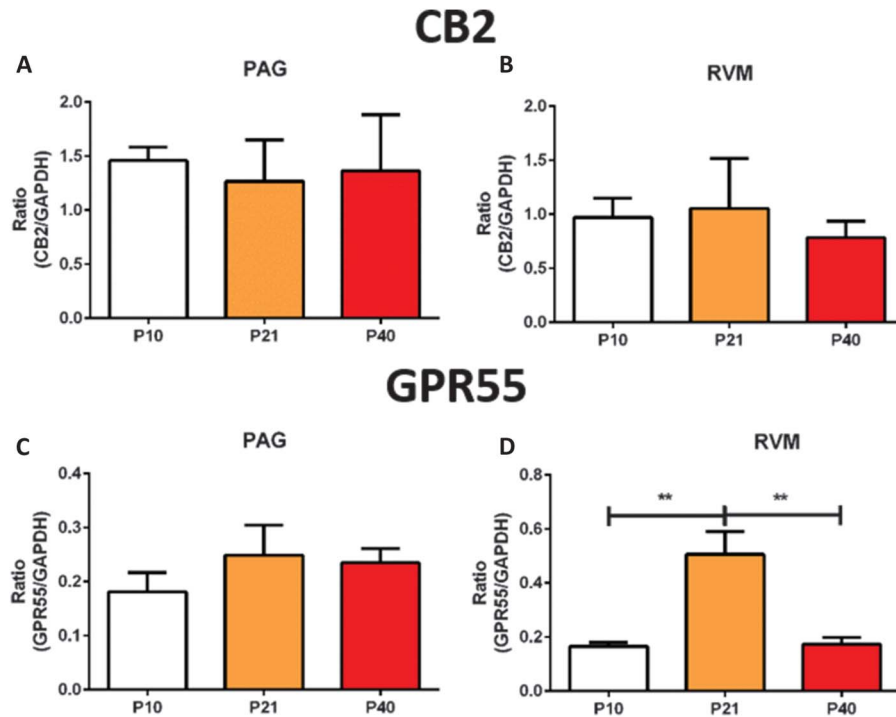 CB2
A
PAG
Ratio
(CB2/GAPDH)
2.0
1.5
1.0
0.5
0.0
P10 P21 P40
B
RVM
Ratio
(CB2/GAPDH)
2.0
1.5
1.0
0.5
0.0
P10 P21 P40
GPR55
C
PAG
Ratio
(GPR55/GAPDH)
0.4
0.3
0.2
0.1
0.0
P10 P21 P40
D
RVM
Ratio
(GPR55/GAPDH)
0.8
0.6
0.4
0.2
0.0
** **
P10 P21 P40